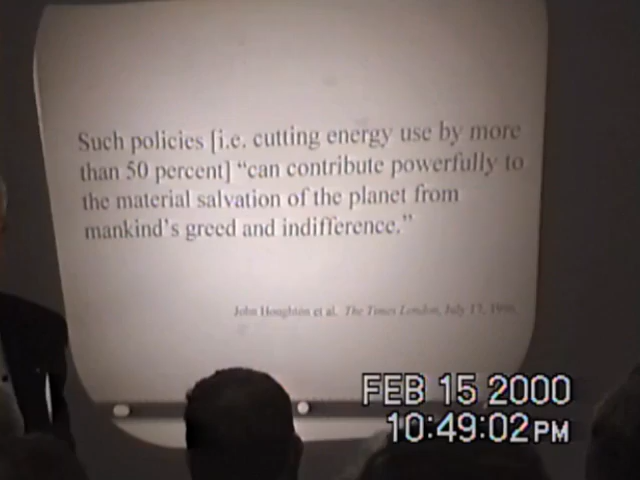 Such policies [i.e. cutting energy use by more
than 50 percent] “can contribute powerfully to
the material salvation of the planet from
mankind’s greed and indifference.”
John Houghton et al. The Times London, July
FEB 15 2000
10:49:02PM